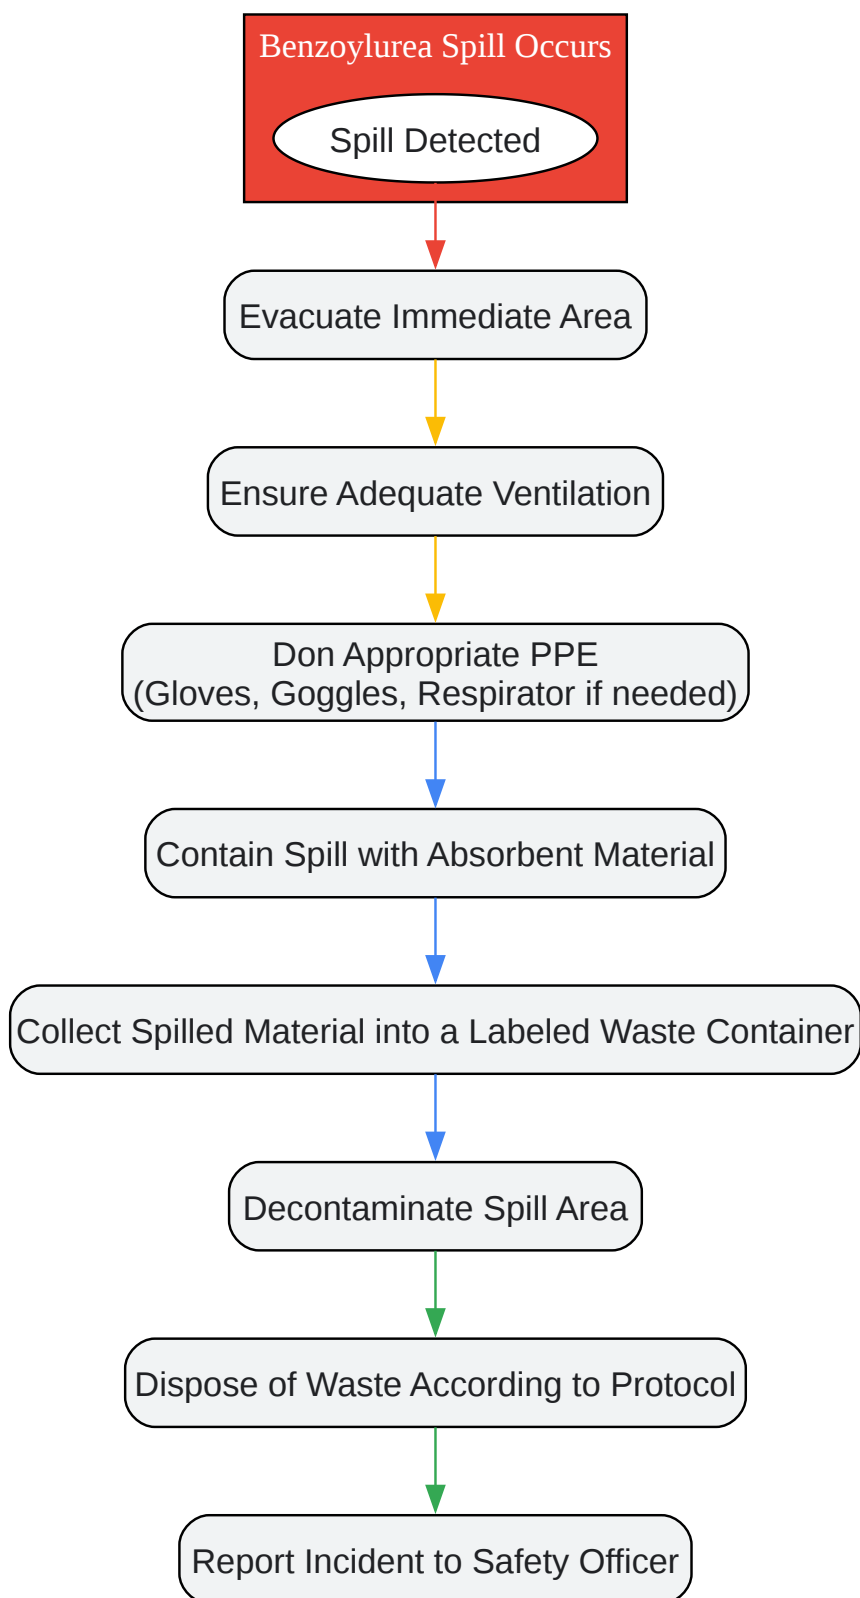 Benzoylurea Spill Occurs
Spill Detected
Evacuate Immediate Area
Ensure Adequate Ventilation
Don Appropriate PPE
(Gloves, Goggles, Respirator if needed)
Contain Spill with Absorbent Material
Collect Spilled Material into a Labeled Waste Container
Decontaminate Spill Area
Dispose of Waste According to Protocol
Report Incident to Safety Officer